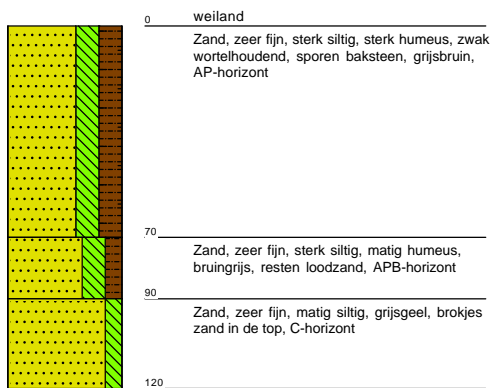 0 weiland
Zand, zeer fijn, sterk siltig, sterk humeus, zwak
wortelhoudend, sporen baksteen, grijsbruin,
AP-horizont
70
Zand, zeer fijn, sterk siltig, matig humeus,
bruingrijs, resten loodzand, APB-horizont
90
Zand, zeer fijn, matig siltig, grijsgeel, brokjes
zand in de top, C-horizont
120